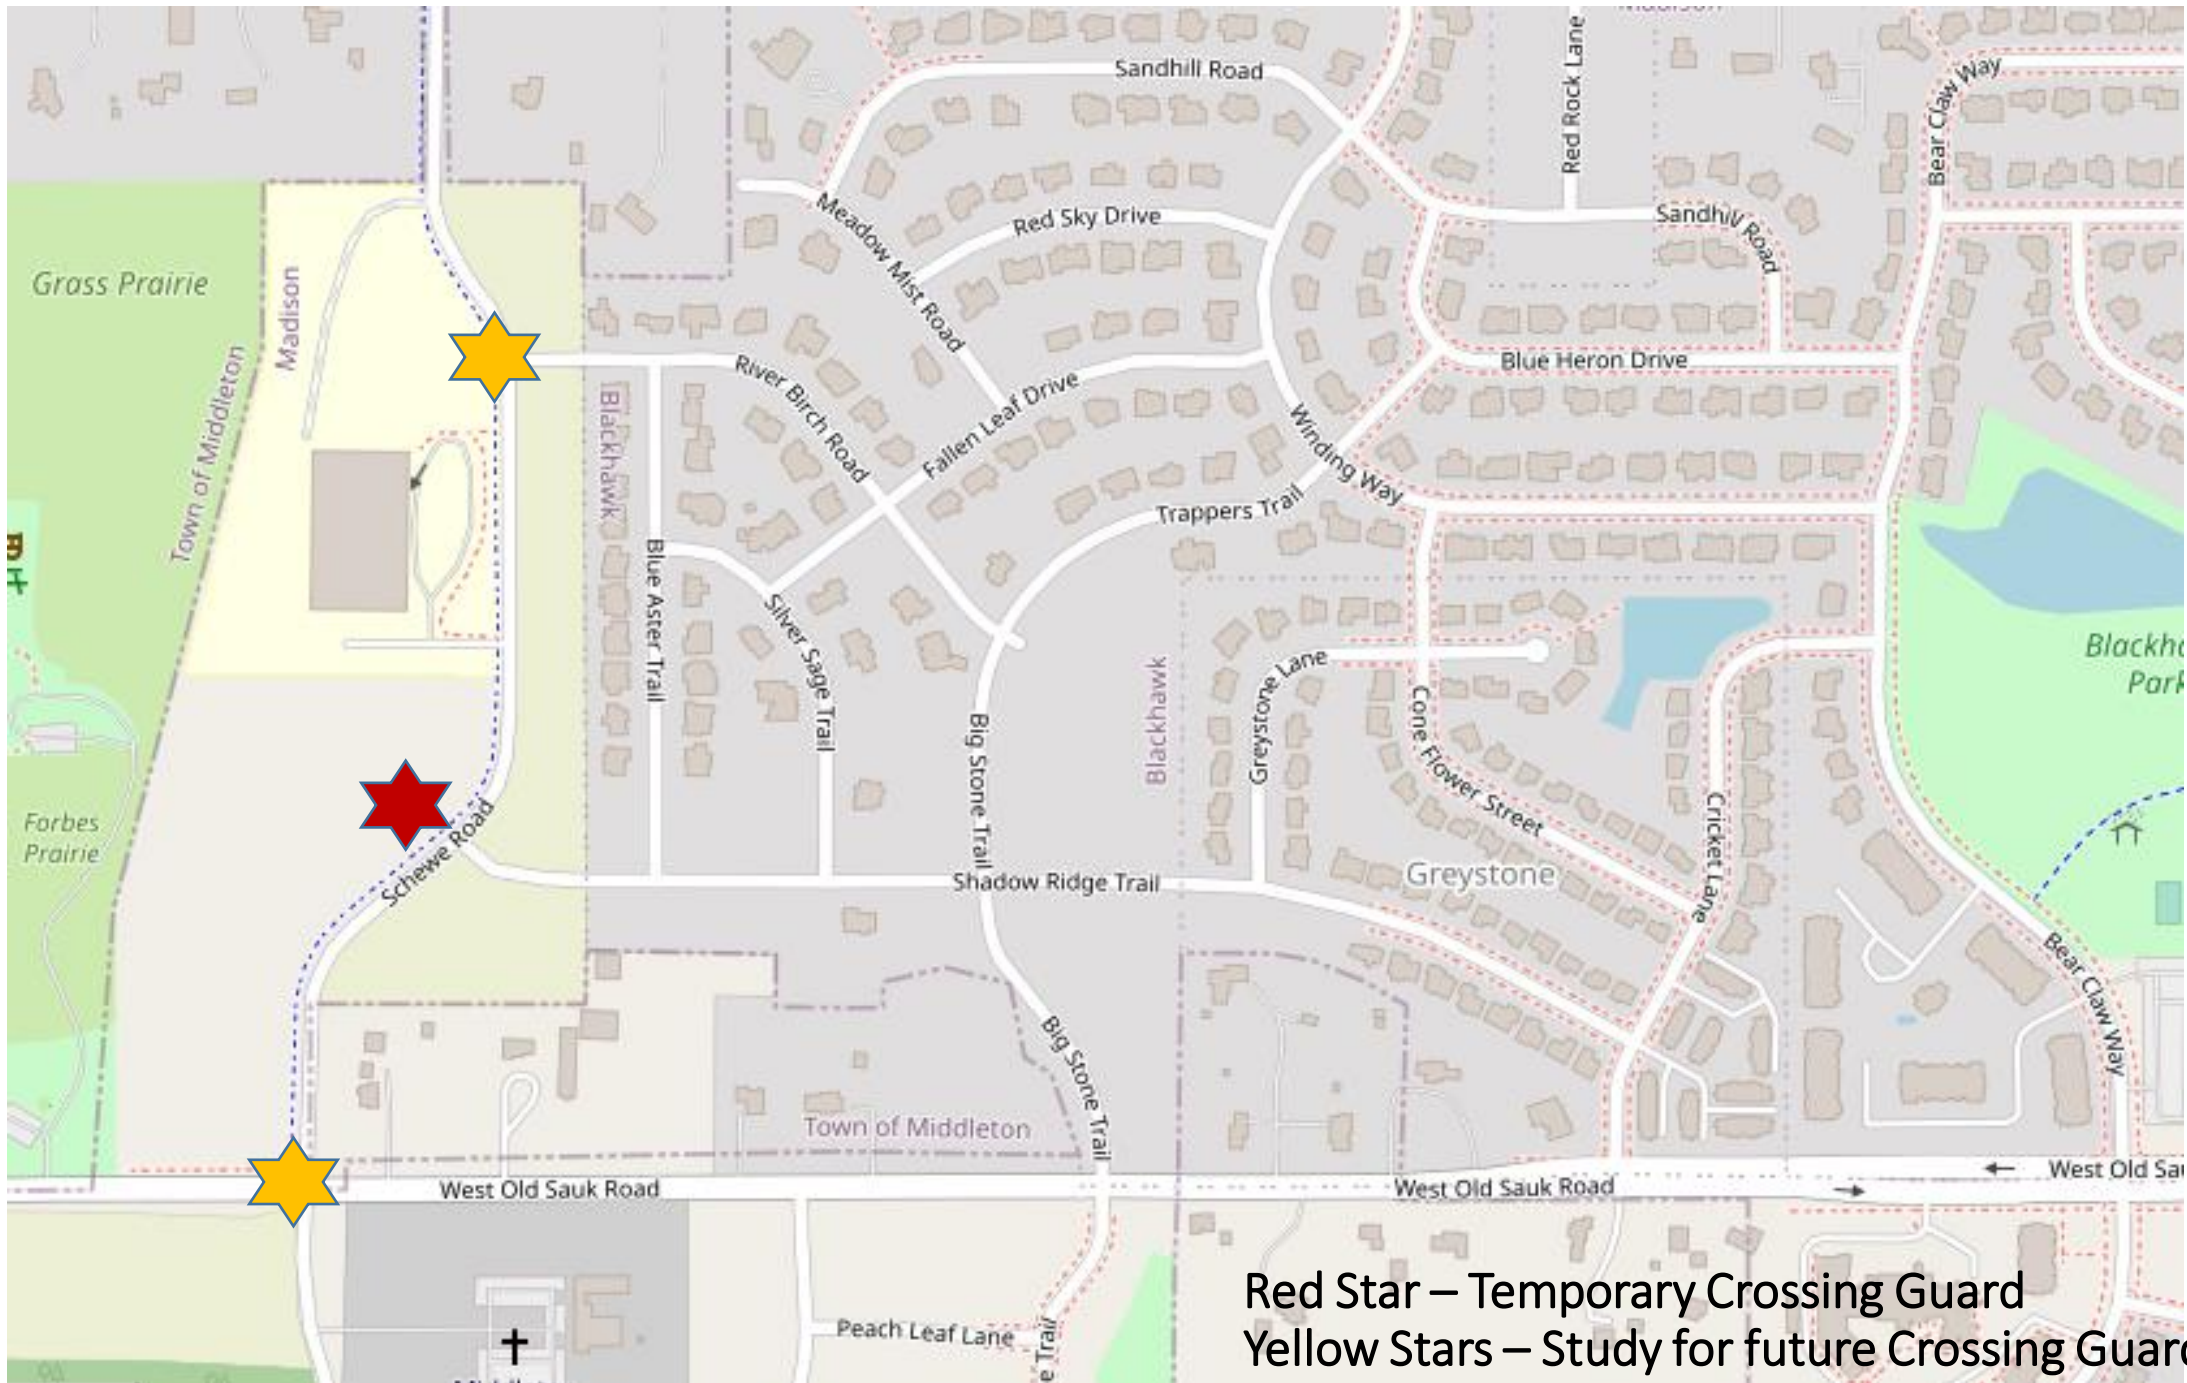 Sandhill Road
Red Rock Lane
Bear Claw Way
Grass Prairie
Madison
Meadow Mist Road
Red Sky Drive
Sandhill Road
Town of Middleton
River Birch Road
Fallen Leaf Drive
Blue Heron Drive
Blackhawk
Winding Way
Trappers Trail
Blue Aster Trail
Silver Sage Trail
Big Stone Trail
Blackhawk
Graystone Lane
Cone Flower Street
Cricket Lane
Park
Forbes
Prairie
Schewe Road
Shadow Ridge Trail
Greystone
Bear Claw Way
Big Stone Trail
Town of Middleton
West Old Sauk Road
West Old Sauk Road
West Old
Peach Leaf Lane
Trail
Red Star – Temporary Crossing Guard
Yellow Stars – Study for future Crossing Guard